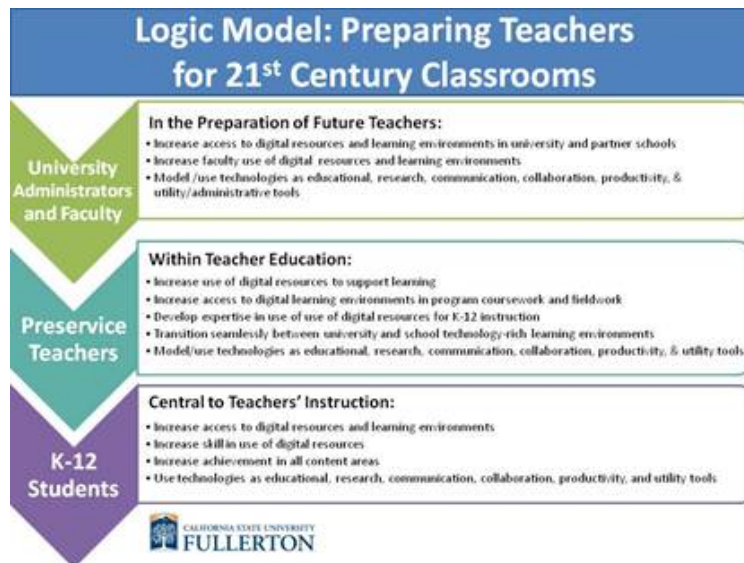 Logic Model: Preparing Teachers
for 21st Century Classrooms
University
Administrators
and Faculty
In the Preparation of Future Teachers:
• Increase access to digital resources and learning environments in university and partner schools
• Increase faculty use of digital resources and learning environments
• Model /use technologies as educational, research, communication, collaboration, productivity, &
utility/administrative tools
Preservice
Teachers
Within Teacher Education:
• Increase use of digital resources to support learning
• Increase access to digital learning environments in program coursework and fieldwork
• Develop expertise in use of use of digital resources for K-12 instruction
• Transition seamlessly between university and school technology-rich learning environments
• Model/use technologies as educational, research, communication, collaboration, productivity, & utility tools
K-12
Students
Central to Teachers' Instruction:
• Increase access to digital resources and learning environments
• Increase skill in use of digital resources
• Increase achievement in all content areas
• Use technologies as educational, research, communication, collaboration, productivity, and utility tools
CALIFORNIA STATE UNIVERSITY
FULLERTON